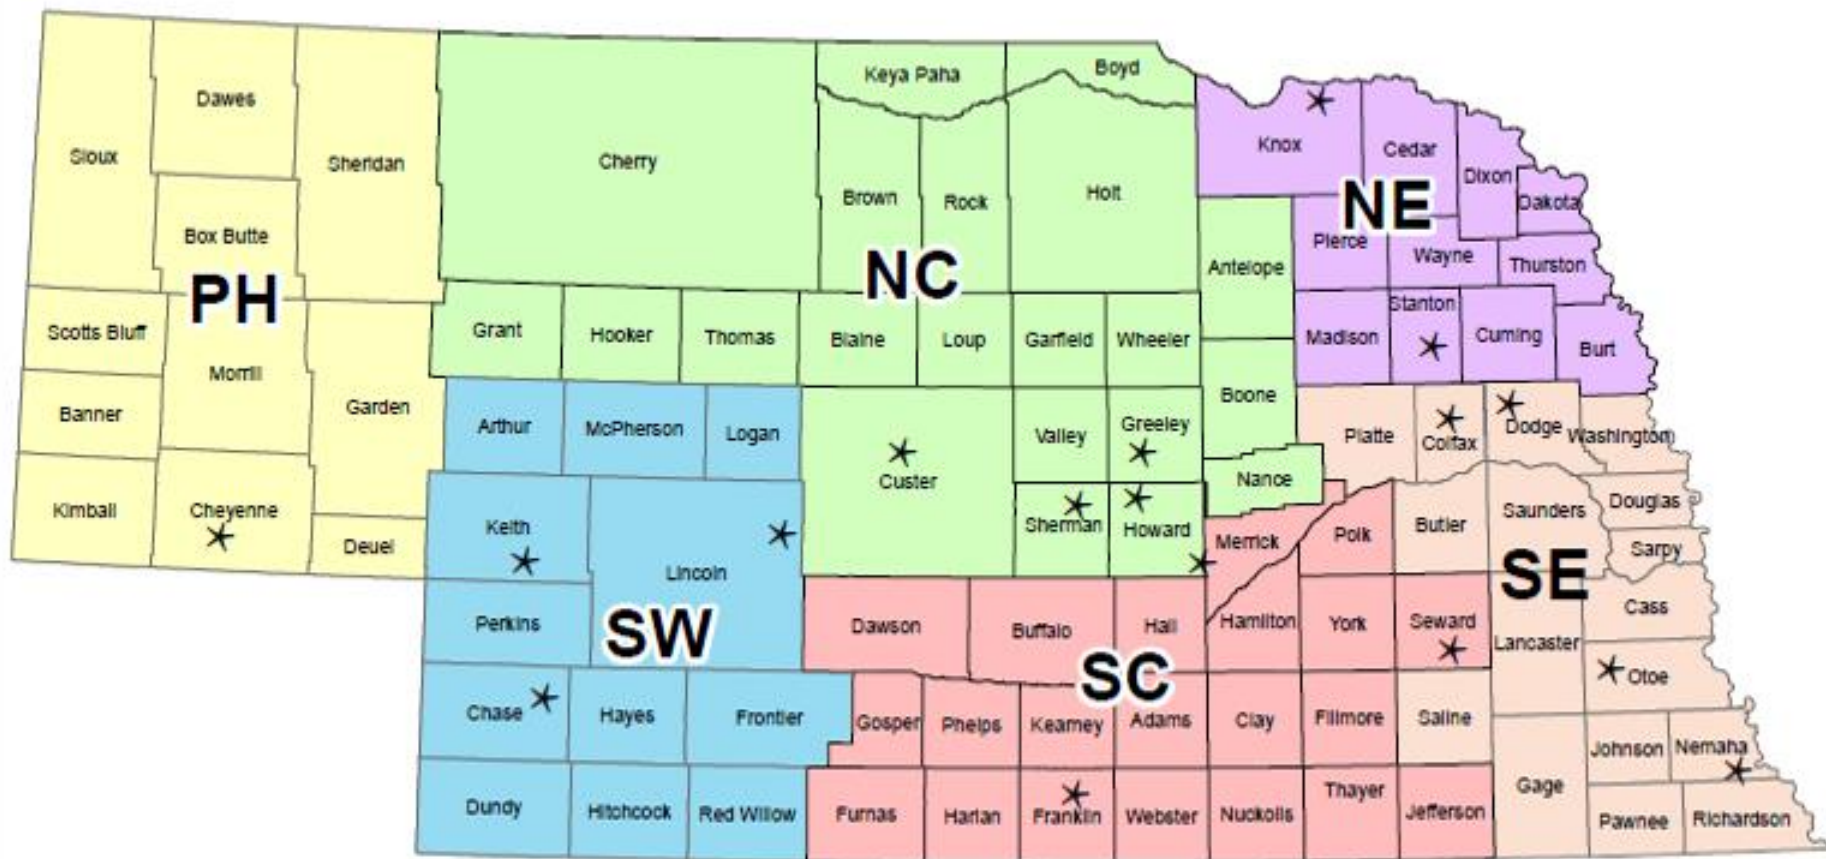 Keya Paha
Boyd
Dawes
Sioux
Sheridan
Cherry
Knox
Cedar
Dixon
Dakota
Brown
Rock
Holt
NE
Box Butte
Pierce
Wayne
Thurston
Antelope
PH
NC
Stanton
Scotts Bluff
Grant
Hooker
Thomas
Blaine
Loup
Garfield
Wheeler
Madison
Cuming
Burt
Morrill
Banner
Garden
Boone
Arthur
McPherson
Logan
Valley
Greeley
Platte
Colfax
Dodge
Washington
Custer
Nance
Kimball
Cheyenne
Keith
Sherman
Howard
Butler
Saunders
Douglas
Deuel
Lincoln
Merrick
Polk
Sarpy
SE
Perkins
SW
Dawson
Buffalo
Hall
Hamilton
York
Seward
Lancaster
Cass
SC
Otoe
Chase
Hayes
Frontier
Gosper
Phelps
Kearney
Adams
Clay
Fillmore
Saline
Johnson
Nemaha
Dundy
Hitchcock
Red Willow
Furnas
Harlan
Franklin
Webster
Nuckolls
Thayer
Jefferson
Gage
Pawnee
Richardson